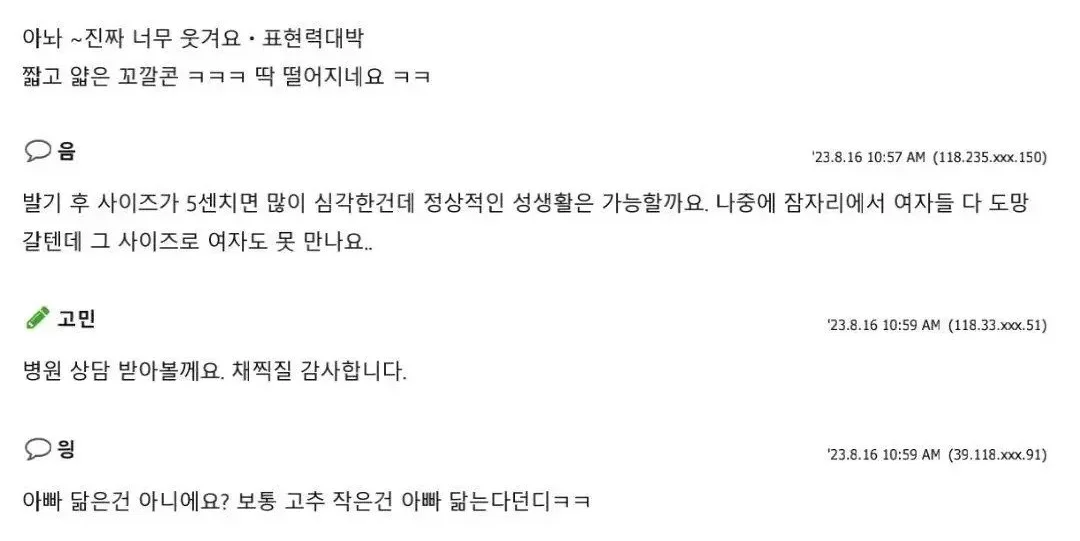 아놔 ~진짜 너무 웃겨요·표현력대박
짧고 얇은 꼬깔콘 ㅋㅋㅋ 딱 떨어지네요 ㅋㅋ
음 '23.8.16 10:57 AM (118.235.xxx.150)
발기 후 사이즈가 5센치면 많이 심각한건데 정상적인 성생활은 가능할까요. 나중에 잠자리에서 여자들 다 도망
갈텐데 그 사이즈로 여자도 못 만나요..
고민 '23.8.16 10:59 AM (118.33.xxx.51)
병원 상담 받아볼께요. 채찍질 감사합니다.
잉 '23.8.16 10:59 AM (39.118.xxx.91)
아빠 닮은건 아니에요? 보통 고추 작은건 아빠 닮는다던디ㅋㅋ